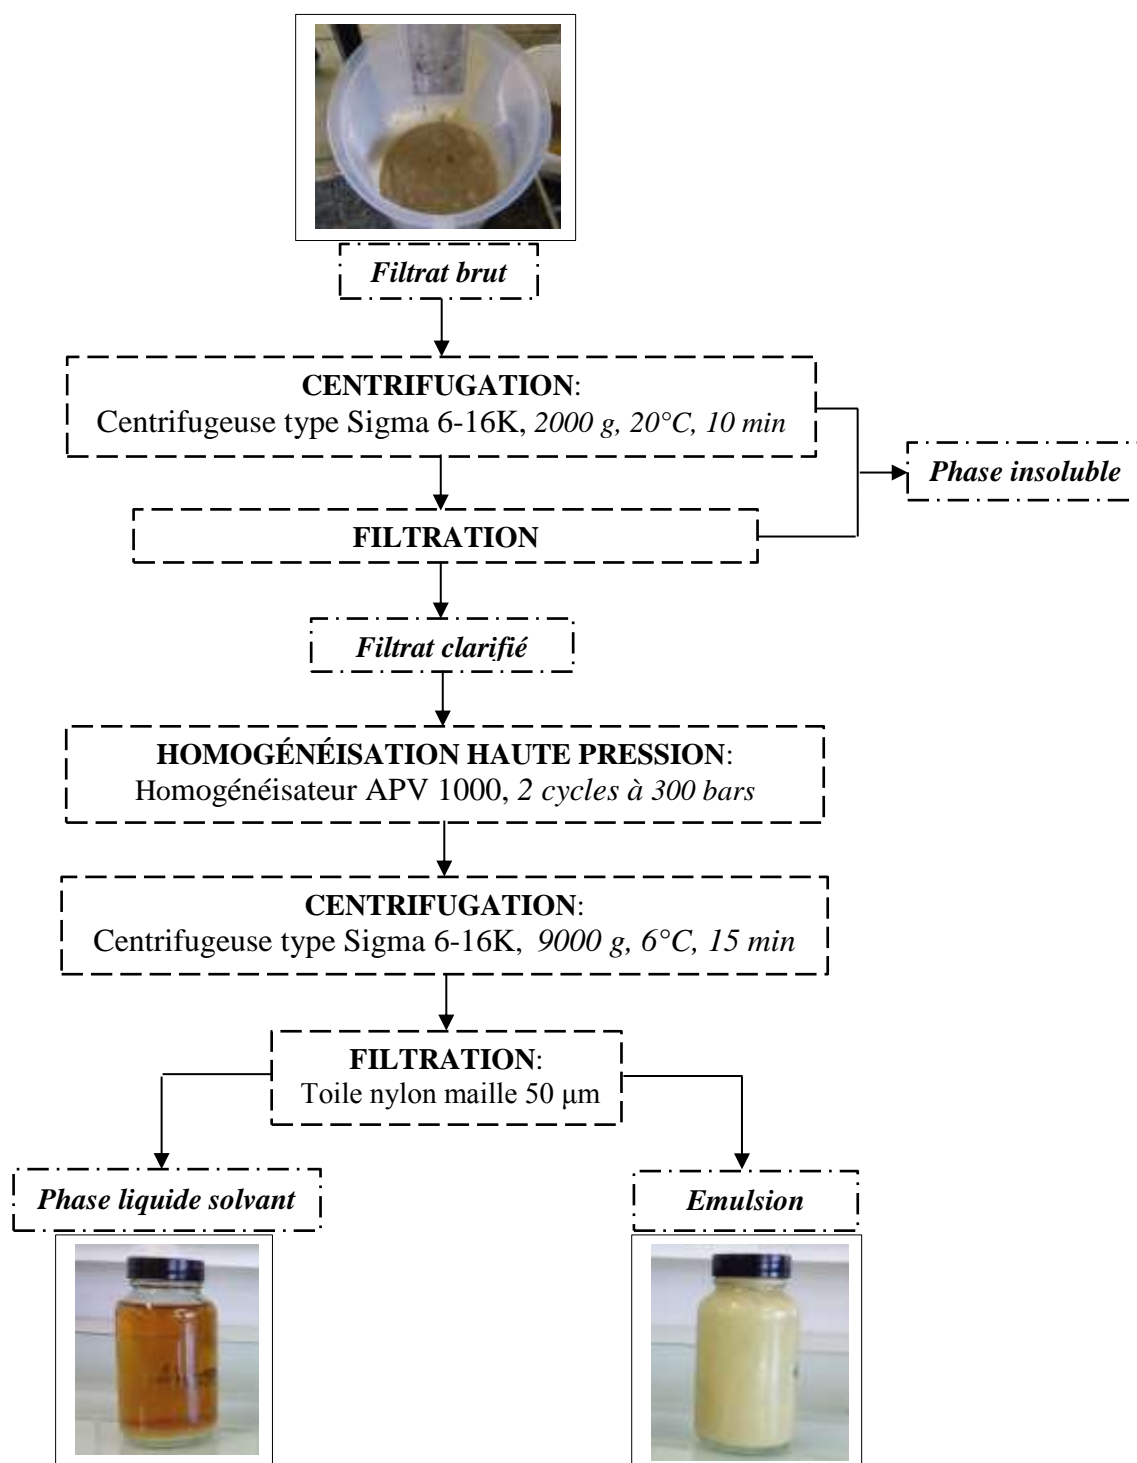 Filtrat brut
CENTRIFUGATION:
Centrifugeuse type Sigma 6-16K, 2000 g, 20°C, 10 min
Phase insoluble
FILTRATION
Filtrat clarifié
HOMOGÉNÉISATION HAUTE PRESSION:
Homogénéisateur APV 1000, 2 cycles à 300 bars
CENTRIFUGATION:
Centrifugeuse type Sigma 6-16K, 9000 g, 6°C, 15 min
FILTRATION:
Toile nylon maille 50 µm
Phase liquide solvant
Emulsion